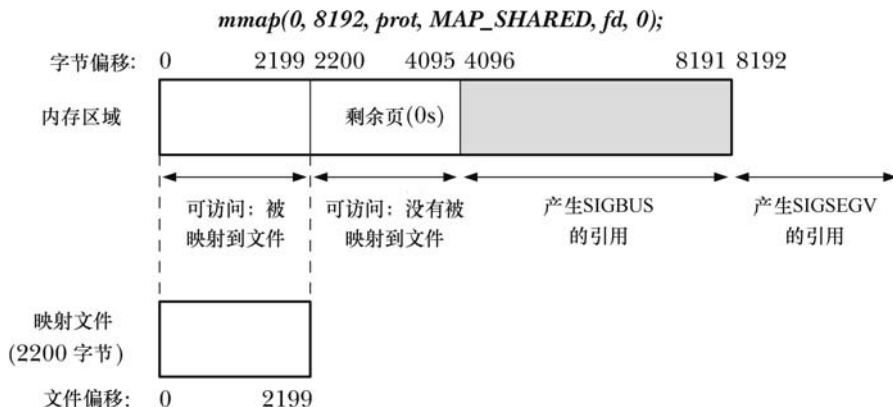 mmap(0, 8192, prot, MAP_SHARED, fd, 0);
字节偏移: 0 2199 2200 4095 4096 8191 8192
内存区域 剩余页(0s)
可访问：被 可访问：没有被 产生SIGBUS 产生SIGSEGV
映射到文件 映射到文件 的引用 的引用
映射文件
(2200 字节)
文件偏移: 0 2199